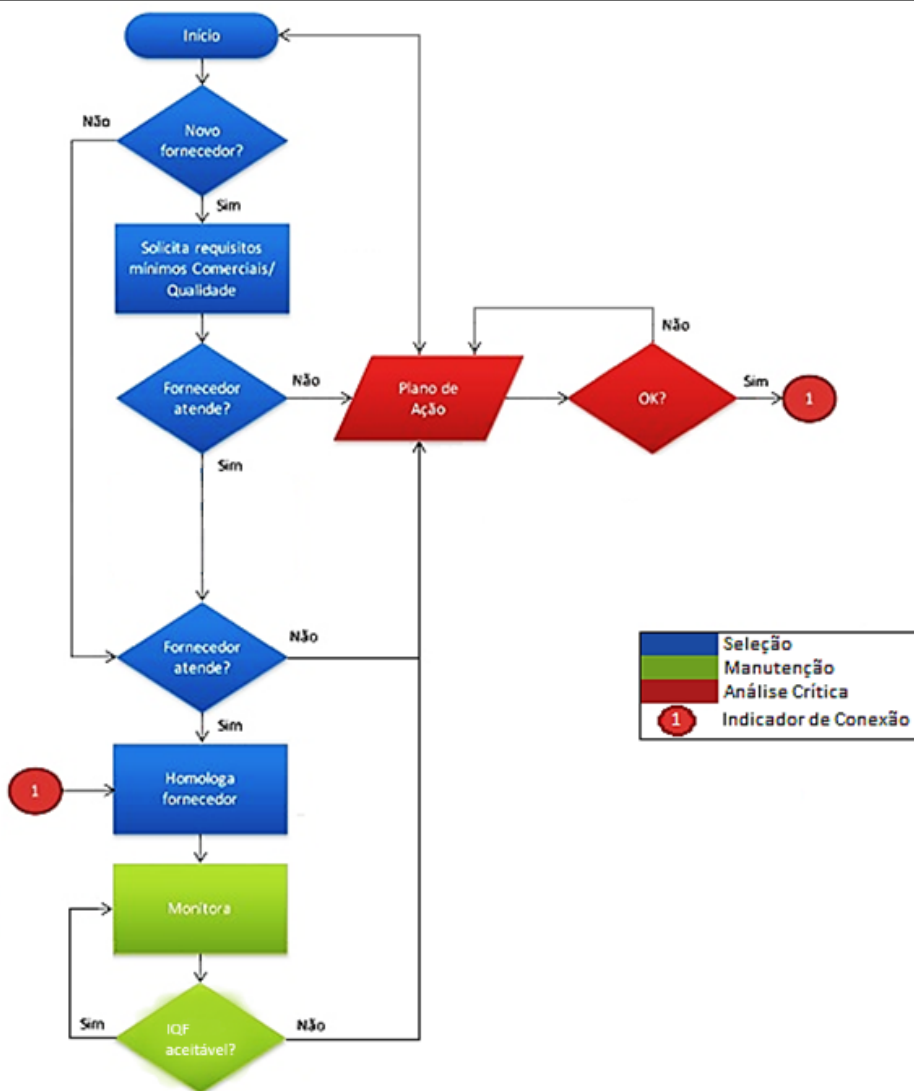 Início
Não
Novo
fornecedor?
Sim
Solicita requisitos
mínimos Comerciais/
Qualidade
Fornecedor
atende?
Não
Sim
Plano de
Ação
Não
OK?
Sim
1
Fornecedor
atende?
Não
Sim
Seleção
Manutenção
Análise Crítica
1
Indicador de Conexão
1
Homologa
fornecedor
Monitora
Sim
IQF
aceitável?
Não